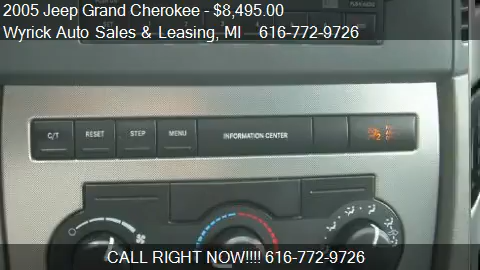 2005 Jeep Grand Cherokee - $8,495.00
Wyrick Auto Sales & Leasing, MI 616-772-9726
C/T RESET STEP MENU INFORMATION CENTER
CALL RIGHT NOW!!!! 616-772-9726